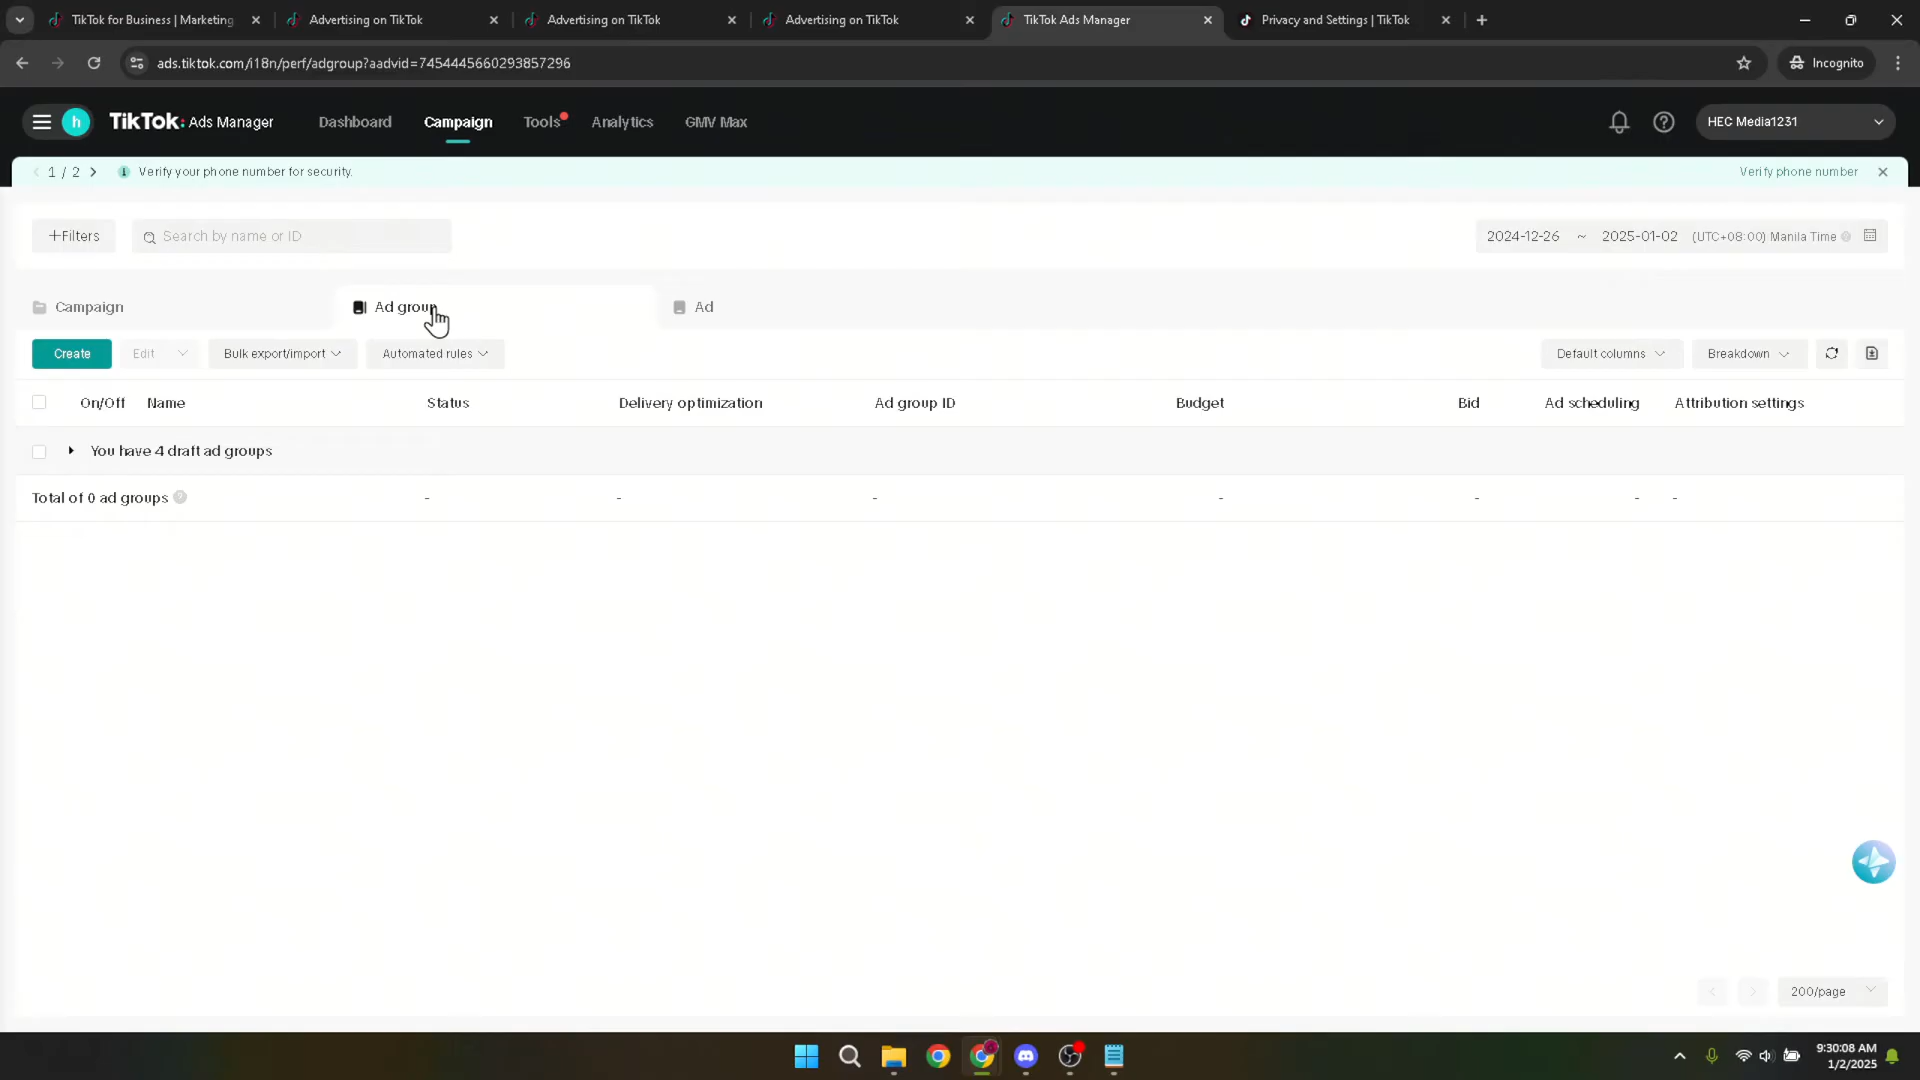 TikTok for Business | Marketing
Advertising on TikTok
Advertising on TikTok
Advertising on TikTok
TikTok Ads Manager
Privacy and Settings | TikTok
ads.tiktok.com/i18n/perf/adgroup?aadvid=7454445660293857296
Incognito
h
TikTok: Ads Manager
Dashboard
Campaign
Tools
Analytics
GMV Max
HEC Media1231
1 / 2
Verify your phone number for security.
Verify phone number
+Filters
Search by name or ID
2024-12-26 ~ 2025-01-02 (UTC+08:00) Manila Time
Campaign
Ad group
Ad
Create
Edit
Bulk export/import
Automated rules
Default columns
Breakdown
On/Off
Name
Status
Delivery optimization
Ad group ID
Budget
Bid
Ad scheduling
Attribution settings
You have 4 draft ad groups
Total of 0 ad groups
- - - - - - -
200/page
9:30:08 AM
1/2/2025